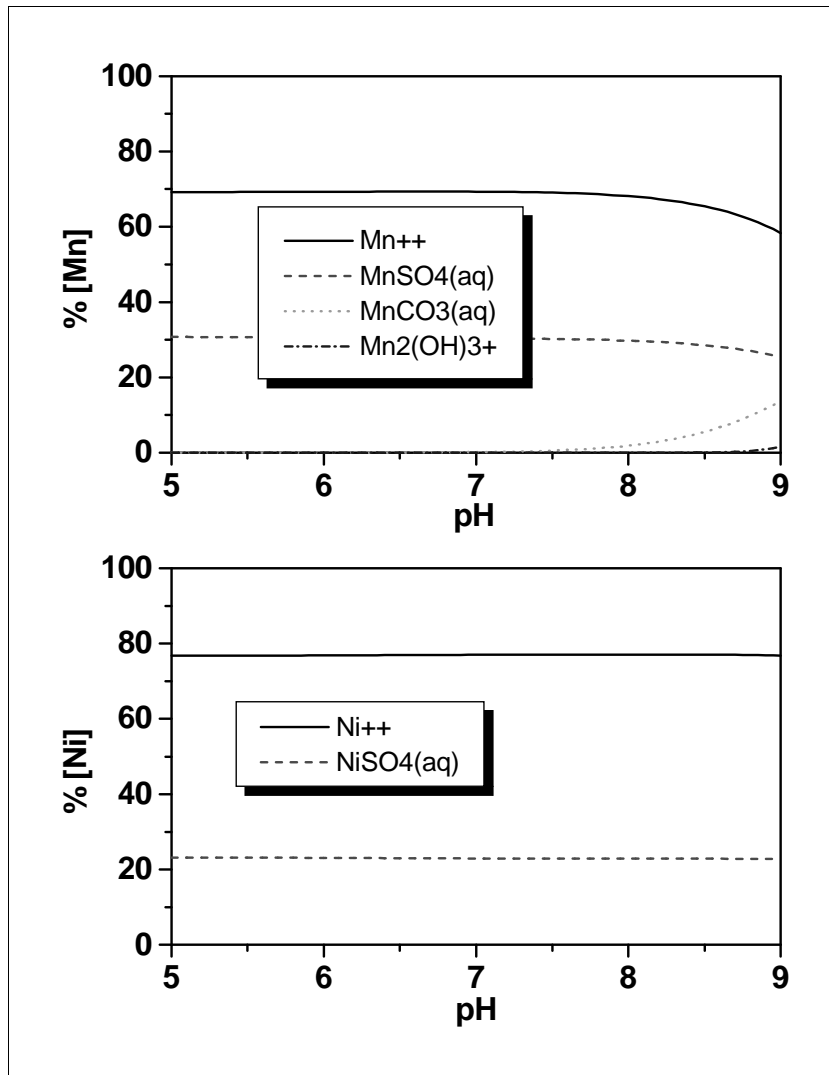 100
80
60
40
20
0
% [Mn]
Mn++
MnSO4(aq)
MnCO3(aq)
Mn2(OH)3+
5 6 7 8 9
pH
100
80
60
40
20
0
% [Ni]
Ni++
NiSO4(aq)
5 6 7 8 9
pH